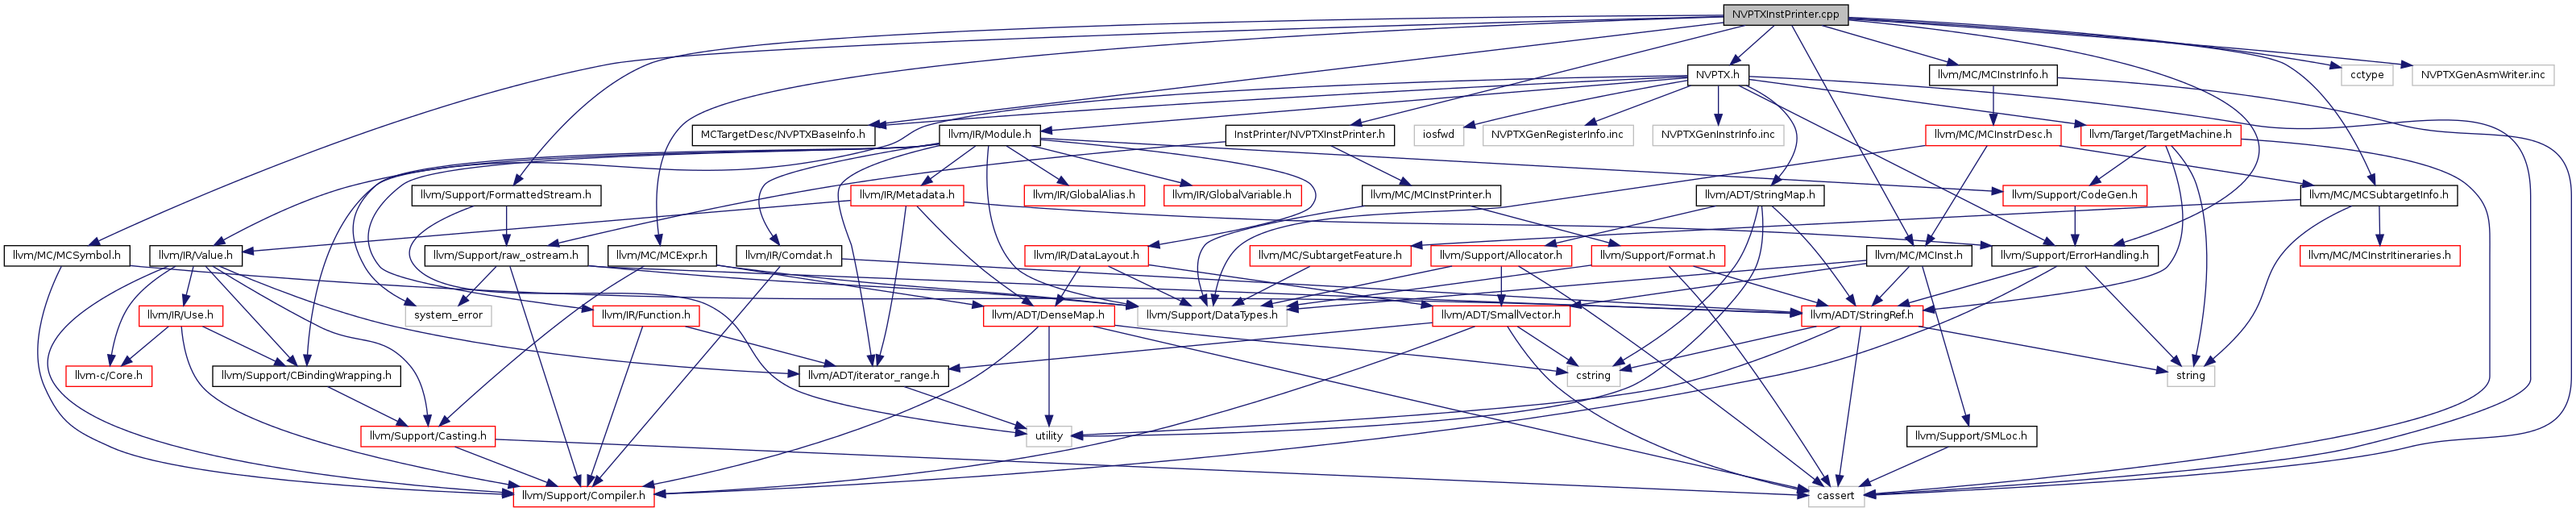 NVPTXInstPrinter.cpp
NVPTX.h
llvm/MC/MCInstrInfo.h
cctype
NVPTXGenAsmWriter.inc
MCTargetDesc/NVPTXBaseInfo.h
llvm/IR/Module.h
InstPrinter/NVPTXInstPrinter.h
iosfwd
NVPTXGenRegisterInfo.inc
NVPTXGenInstrInfo.inc
llvm/MC/MCInstrDesc.h
llvm/Target/TargetMachine.h
llvm/Support/FormattedStream.h
llvm/IR/Metadata.h
llvm/IR/GlobalAlias.h
llvm/IR/GlobalVariable.h
llvm/MC/MCInstPrinter.h
llvm/ADT/StringMap.h
llvm/Support/CodeGen.h
llvm/MC/MCSubtargetInfo.h
llvm/MC/MCSymbol.h
llvm/IR/Value.h
llvm/Support/raw_ostream.h
llvm/MC/MCExpr.h
llvm/IR/Comdat.h
llvm/IR/DataLayout.h
llvm/MC/SubtargetFeature.h
llvm/Support/Allocator.h
llvm/Support/Format.h
llvm/MC/MCInst.h
llvm/Support/ErrorHandling.h
llvm/MC/MCInstrItineraries.h
llvm/IR/Use.h
system_error
llvm/IR/Function.h
llvm/ADT/DenseMap.h
llvm/Support/DataTypes.h
llvm/ADT/SmallVector.h
llvm/ADT/StringRef.h
llvm-c/Core.h
llvm/Support/CBindingWrapping.h
llvm/ADT/iterator_range.h
cstring
string
llvm/Support/Casting.h
utility
llvm/Support/SMLoc.h
llvm/Support/Compiler.h
cassert